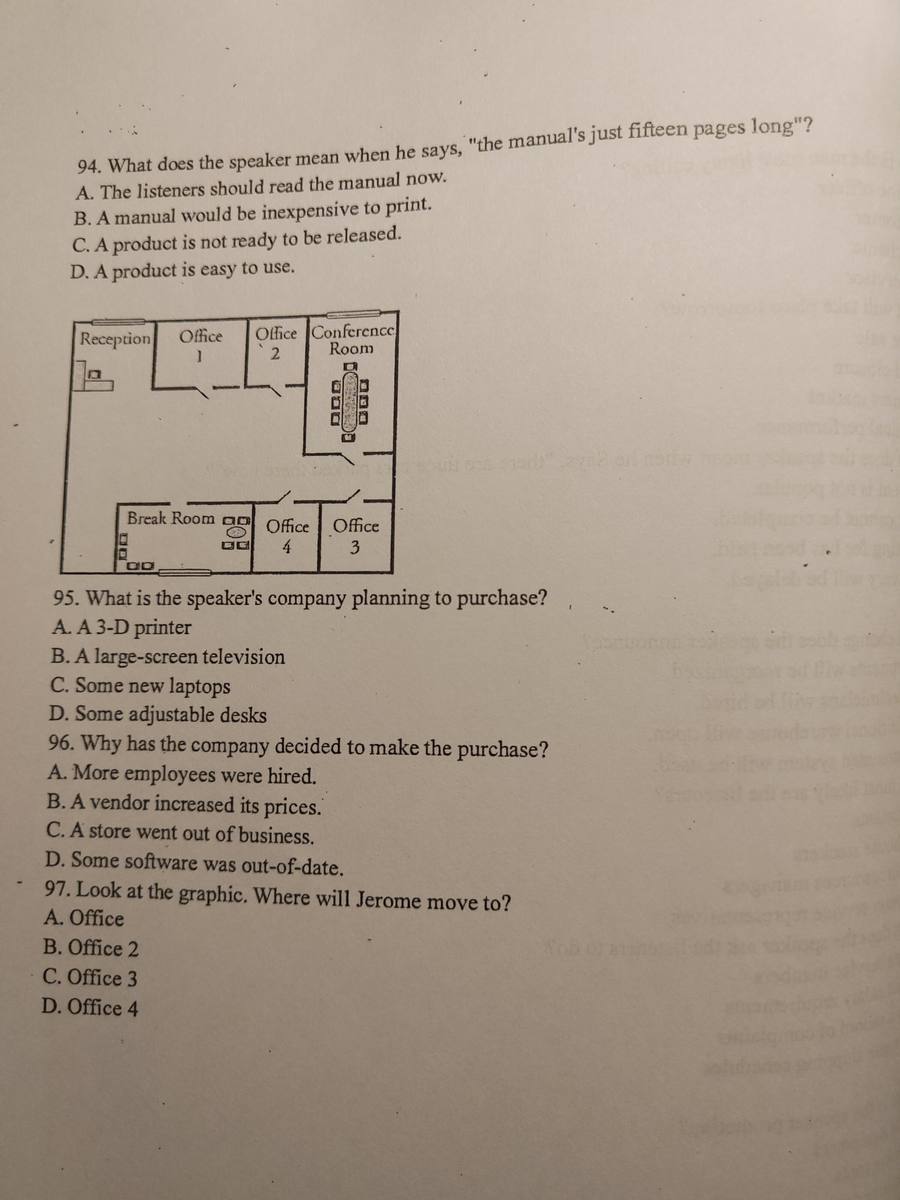 94. What does the speaker mean when he says, "the manual's just fifteen pages long"?
A. The listeners should read the manual now.
B. A manual would be inexpensive to print.
C. A product is not ready to be released.
D. A product is easy to use.
Reception
Office
1
Office
2
Conference
Room
Break Room
Office
4
Office
3
95. What is the speaker's company planning to purchase?
A. A 3-D printer
B. A large-screen television
C. Some new laptops
D. Some adjustable desks
96. Why has the company decided to make the purchase?
A. More employees were hired.
B. A vendor increased its prices.
C. A store went out of business.
D. Some software was out-of-date.
97. Look at the graphic. Where will Jerome move to?
A. Office
B. Office 2
C. Office 3
D. Office 4